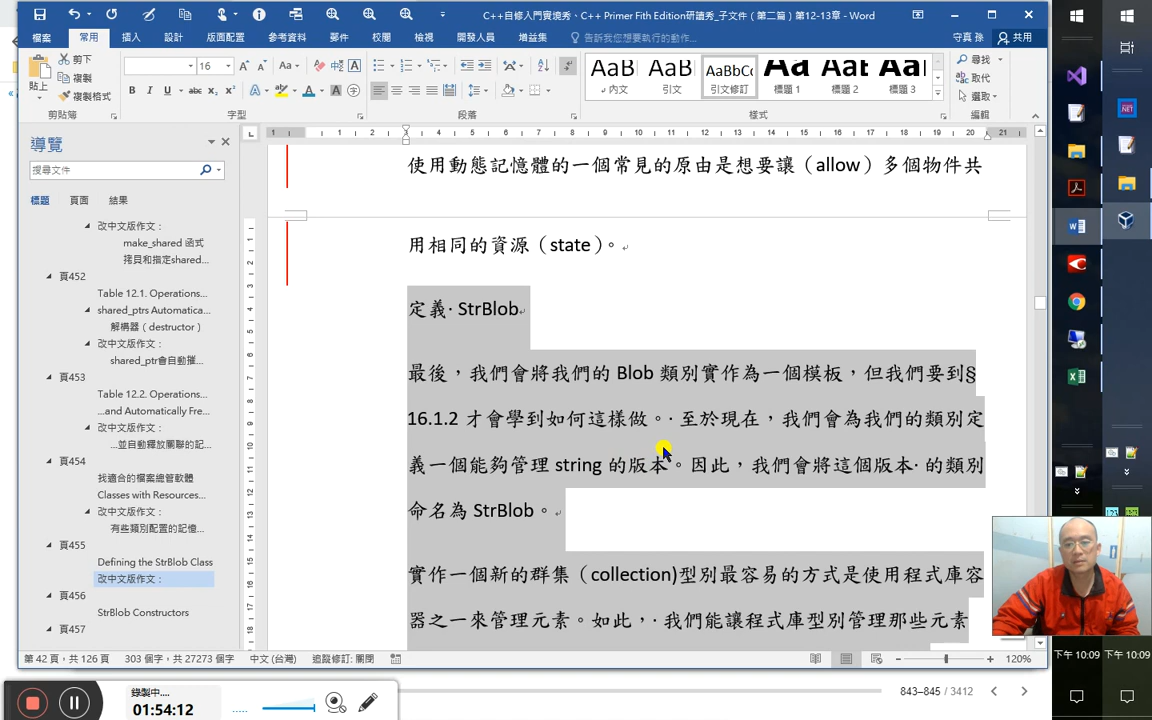 C++自修入門實境秀、C++ Primer Fith Edition研讀秀_子文件（第二篇）第12-13章 - Word
檔案 常用 插入 設計 版面配置 參考資料 郵件 校閱 檢視 開發人員 增益集 告訴我您想要執行的動作... 守真 孫 共用
貼上 剪下 複製 複製格式
16
AaB AaB AaBbCc Aa AaE AaI
內文 引文 引文修訂 標題 1 標題 2 標題 3
尋找 取代 選取
剪貼簿 字型 段落 樣式 編輯
導覽
搜尋文件
標題 頁面 結果
改中文版作文：
make_shared 函式
拷貝和指定shared...
頁452
Table 12.1. Operations...
shared_ptrs Automatica...
解構器（destructor）
改中文版作文：
shared_ptr會自動摧...
頁453
Table 12.2. Operations...
...and Automatically Fre...
改中文版作文：
...並自動釋放關聯的記...
頁454
找適合的檔案總管軟體
Classes with Resources...
改中文版作文：
有些類別配置的記憶...
頁455
Defining the StrBlob Class
改中文版作文：
頁456
StrBlob Constructors
頁457
使用動態記憶體的一個常見的原由是想要讓（allow）多個物件共
用相同的資源（state）。
定義 StrBlob
最後，我們會將我們的 Blob 類別實作為一個模板，但我們要到§
16.1.2 才會學到如何這樣做。 至於現在，我們會為我們的類別定
義一個能夠管理 string 的版本。因此，我們會將這個版本 的類別
命名為 StrBlob。
實作一個新的群集（collection)型別最容易的方式是使用程式庫容
器之一來管理元素。如此， 我們能讓程式庫型別管理那些元素
第 42 頁，共 126 頁 303 個字，共 27273 個字 中文 (台灣) 追蹤修訂: 關閉 120%
錄製中....
01:54:12
843–845 / 3412
下午 10:09 下午 10:09